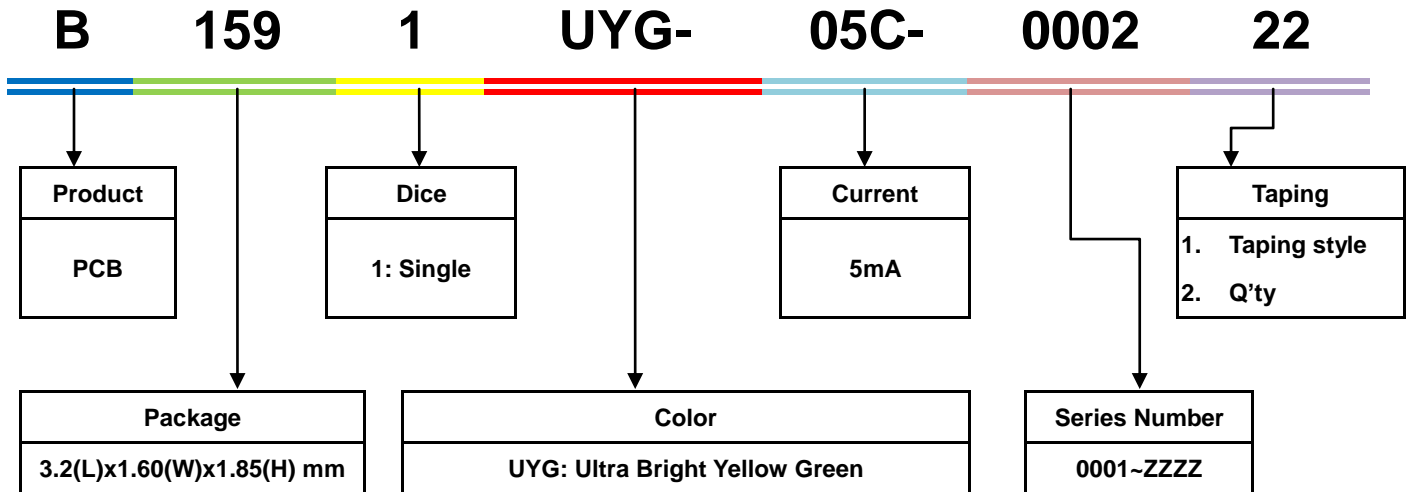 B 159 1 UYG- 05C- 0002 22
Product
PCB
Dice
1: Single
Current
5mA
Taping
1. Taping style
2. Q’ty
Package
3.2(L)x1.60(W)x1.85(H) mm
Color
UYG: Ultra Bright Yellow Green
Series Number
0001~ZZZZ